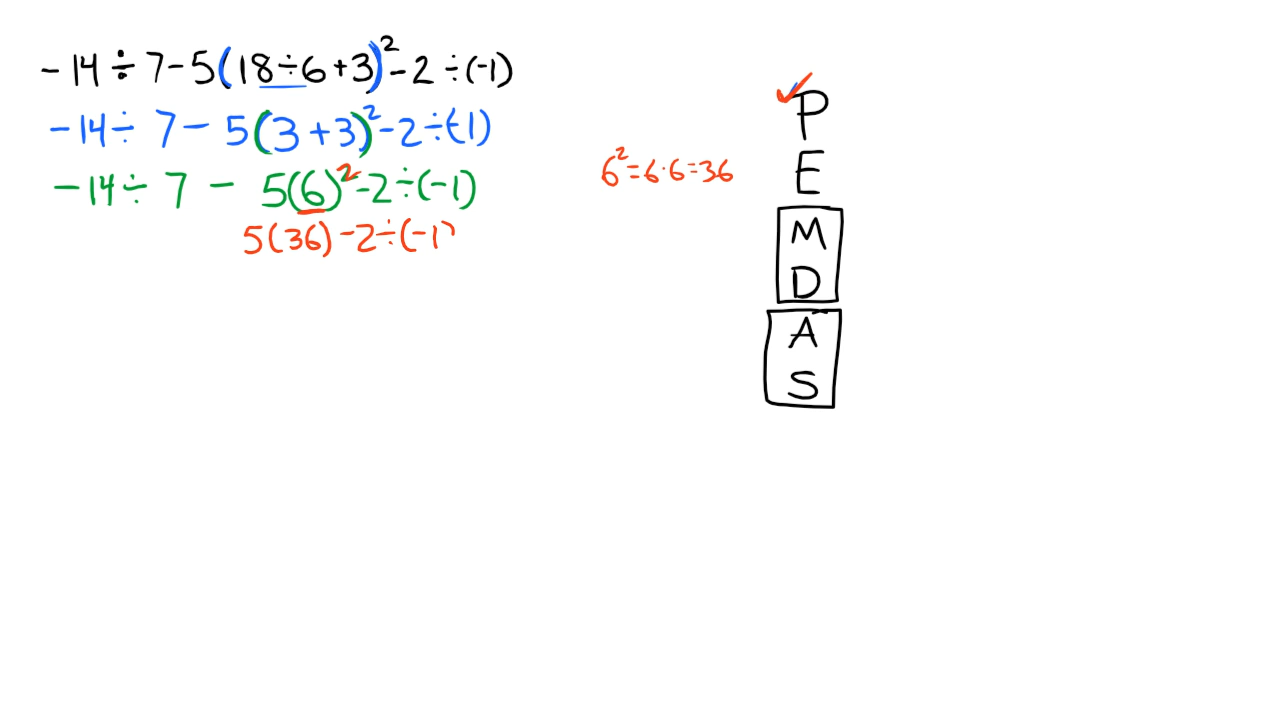 -14 ÷ 7 - 5(18 ÷ 6 + 3)² - 2 ÷ (-1)
-14 ÷ 7 - 5(3 + 3)² - 2 ÷ (-1)
-14 ÷ 7 - 5(6)² - 2 ÷ (-1)
5(36) - 2 ÷ (-1)
6² = 6 · 6 = 36
P
E
M
D
A
S